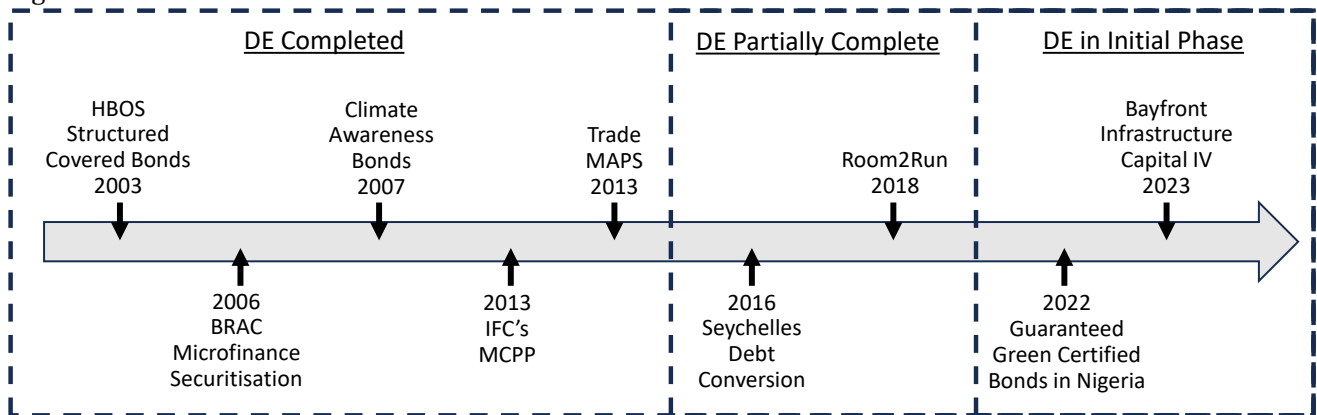 DE Completed
DE Partially Complete
DE in Initial Phase
HBOS
Structured
Covered Bonds
2003
Climate
Awareness
Bonds
2007
Trade
MAPS
2013
Room2Run
2018
Bayfront
Infrastructure
Capital IV
2023
2006
BRAC
Microfinance
Securitisation
2013
IFC's
MCPP
2016
Seychelles
Debt
Conversion
2022
Guaranteed
Green Certified
Bonds in Nigeria